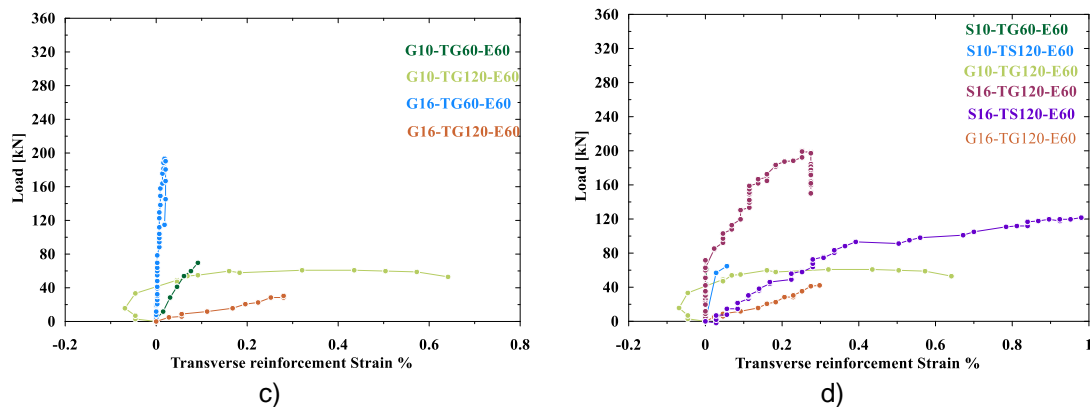 360
320
280
240
200
160
120
80
40
0
Load [kN]
-0.2 0 0.2 0.4 0.6 0.8
Transverse reinforcement Strain %
G10-TG60-E60
G10-TG120-E60
G16-TG60-E60
G16-TG120-E60
c)
360
320
280
240
200
160
120
80
40
0
Load [kN]
-0.2 0 0.2 0.4 0.6 0.8 1
Transverse reinforcement Strain %
S10-TG60-E60
S10-TS120-E60
G10-TG120-E60
S16-TG120-E60
S16-TS120-E60
G16-TG120-E60
d)